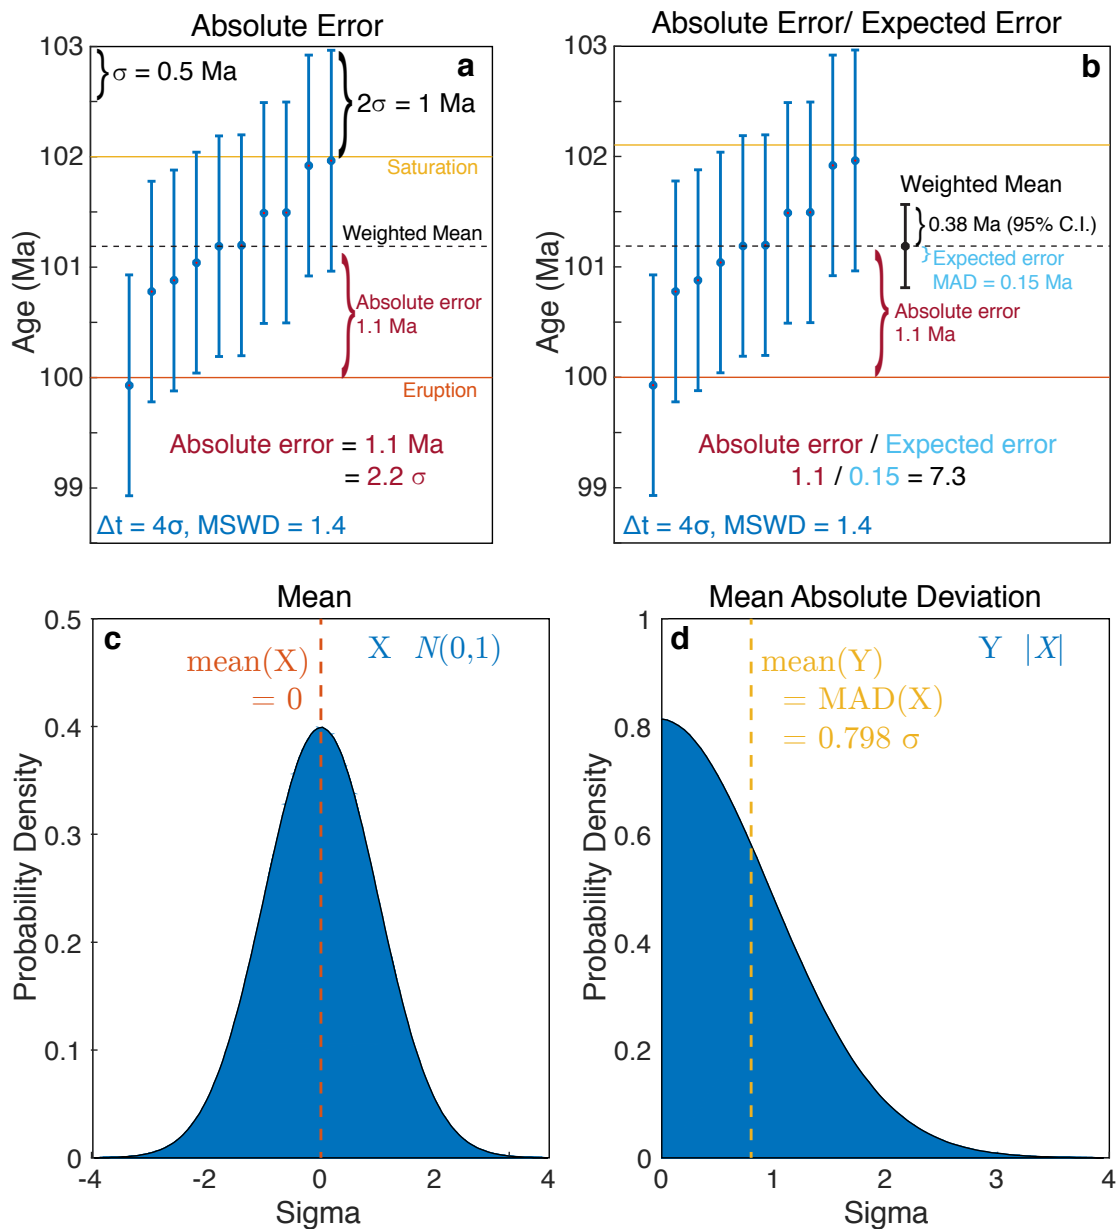 Absolute Error
103
102
101
100
99
Age (Ma)
a
σ = 0.5 Ma
2σ = 1 Ma
Saturation
Weighted Mean
Absolute error
1.1 Ma
Eruption
Absolute error = 1.1 Ma
= 2.2 σ
Δt = 4σ, MSWD = 1.4
Absolute Error/ Expected Error
103
102
101
100
99
Age (Ma)
b
Weighted Mean
0.38 Ma (95% C.I.)
Expected error
MAD = 0.15 Ma
Absolute error
1.1 Ma
Absolute error / Expected error
1.1 / 0.15 = 7.3
Δt = 4σ, MSWD = 1.4
Mean
0.5
0.4
0.3
0.2
0.1
0
Probability Density
c
X N(0,1)
mean(X)
= 0
-4 -2 0 2 4
Sigma
Mean Absolute Deviation
1
0.8
0.6
0.4
0.2
0
Probability Density
d
Y |X|
mean(Y)
= MAD(X)
= 0.798 σ
0 1 2 3 4
Sigma